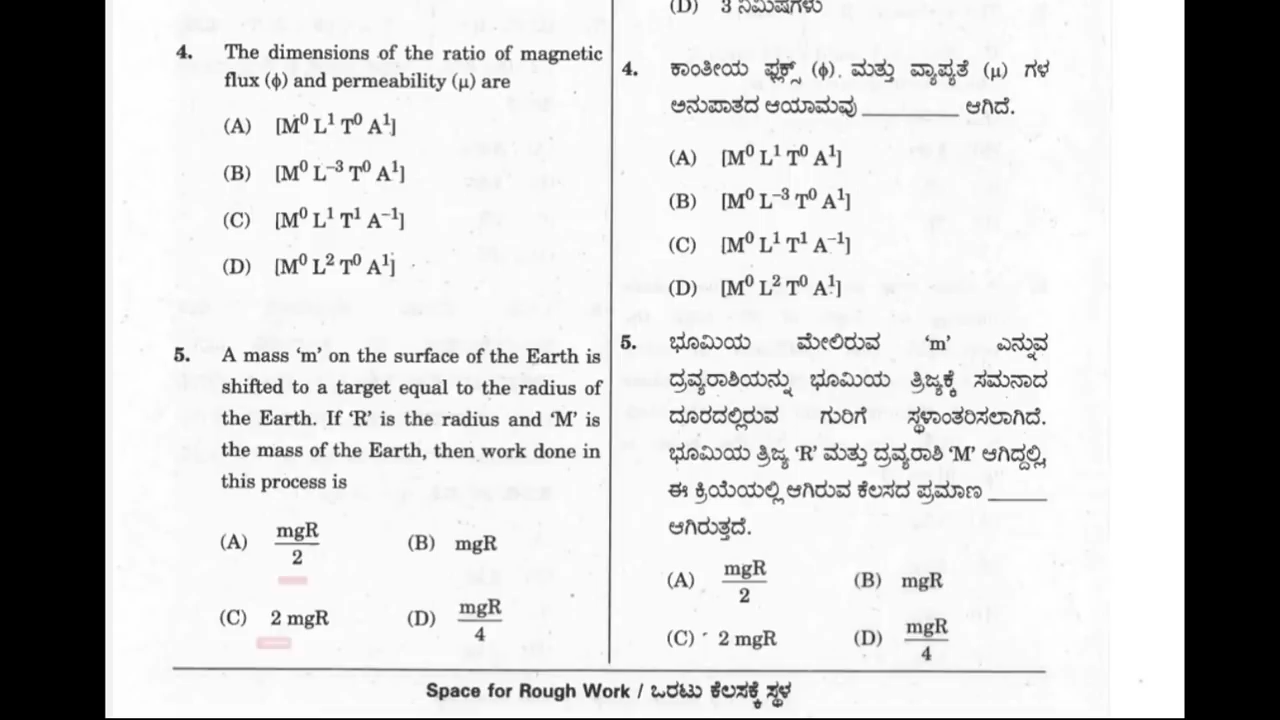 4. The dimensions of the ratio of magnetic
flux (ϕ) and permeability (μ) are
(A) [M⁰ L¹ T⁰ A¹]
(B) [M⁰ L⁻³ T⁰ A¹]
(C) [M⁰ L¹ T¹ A⁻¹]
(D) [M⁰ L² T⁰ A¹]
5. A mass ‘m’ on the surface of the Earth is
shifted to a target equal to the radius of
the Earth. If ‘R’ is the radius and ‘M’ is
the mass of the Earth, then work done in
this process is
(A) mgR/2 (B) mgR
(C) 2 mgR (D) mgR/4
(D) 3 ನಿಮಿಷಗಳು
4. ಕಾಂತೀಯ ಫ್ಲಕ್ಸ್ (ϕ). ಮತ್ತು ವ್ಯಾಪ್ಯತೆ (μ) ಗಳ
ಅನುಪಾತದ ಆಯಾಮವು ________ ಆಗಿದೆ.
(A) [M⁰ L¹ T⁰ A¹]
(B) [M⁰ L⁻³ T⁰ A¹]
(C) [M⁰ L¹ T¹ A⁻¹]
(D) [M⁰ L² T⁰ A¹]
5. ಭೂಮಿಯ ಮೇಲಿರುವ ‘m’ ಎನ್ನುವ
ದ್ರವ್ಯರಾಶಿಯನ್ನು ಭೂಮಿಯ ತ್ರಿಜ್ಯಕ್ಕೆ ಸಮನಾದ
ದೂರದಲ್ಲಿರುವ ಗುರಿಗೆ ಸ್ಥಳಾಂತರಿಸಲಾಗಿದೆ.
ಭೂಮಿಯ ತ್ರಿಜ್ಯ ‘R’ ಮತ್ತು ದ್ರವ್ಯರಾಶಿ ‘M’ ಆಗಿದ್ದಲ್ಲಿ,
ಈ ಕ್ರಿಯೆಯಲ್ಲಿ ಆಗಿರುವ ಕೆಲಸದ ಪ್ರಮಾಣ _____
ಆಗಿರುತ್ತದೆ.
(A) mgR/2 (B) mgR
(C) 2 mgR (D) mgR/4
Space for Rough Work / ಒರಟು ಕೆಲಸಕ್ಕೆ ಸ್ಥಳ